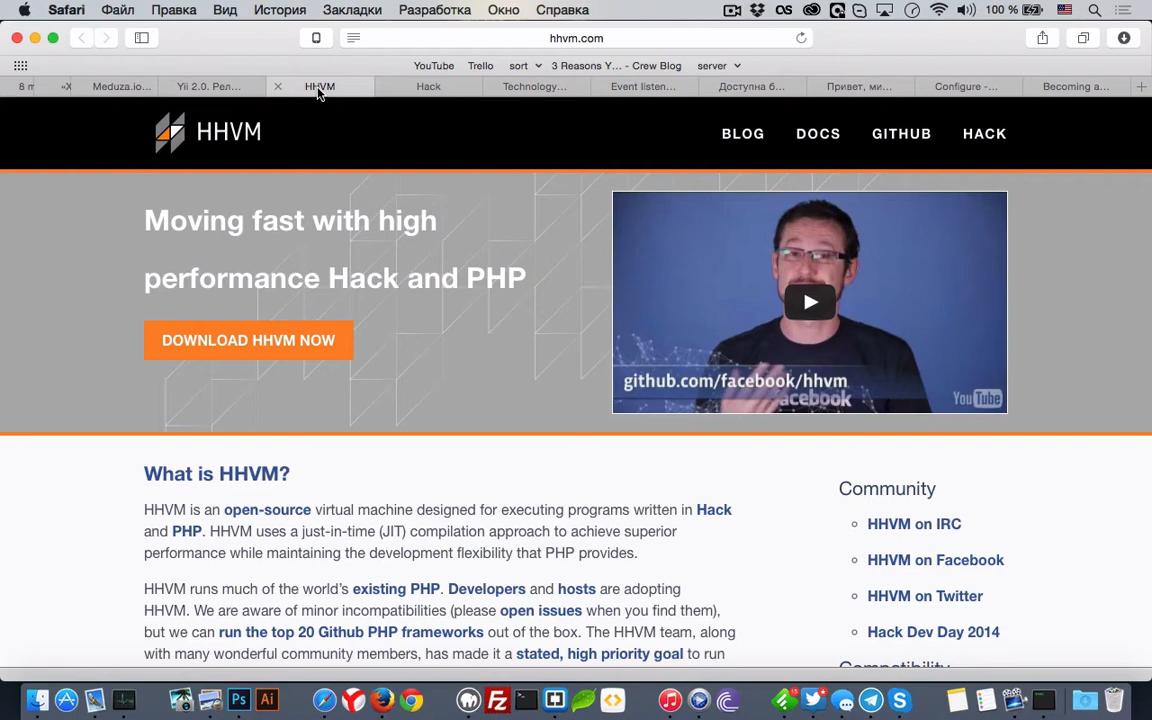 Safari Файл Правка Вид История Закладки Разработка Окно Справка 100 %
hhvm.com
YouTube Trello sort 3 Reasons Y... - Crew Blog server
8 m «X Meduza.io... Yii 2.0. Рел... HHVM Hack Technology... Event listen... Доступна б... Привет, ми... Configure -... Becoming a...
HHVM BLOG DOCS GITHUB HACK
Moving fast with high
performance Hack and PHP
DOWNLOAD HHVM NOW
github.com/facebook/hhvm
facebook
YouTube
What is HHVM?
HHVM is an open-source virtual machine designed for executing programs written in Hack
and PHP. HHVM uses a just-in-time (JIT) compilation approach to achieve superior
performance while maintaining the development flexibility that PHP provides.
HHVM runs much of the world's existing PHP. Developers and hosts are adopting
HHVM. We are aware of minor incompatibilities (please open issues when you find them),
but we can run the top 20 Github PHP frameworks out of the box. The HHVM team, along
with many wonderful community members, has made it a stated, high priority goal to run
Community
HHVM on IRC
HHVM on Facebook
HHVM on Twitter
Hack Dev Day 2014
Compatibility
Ps Ai